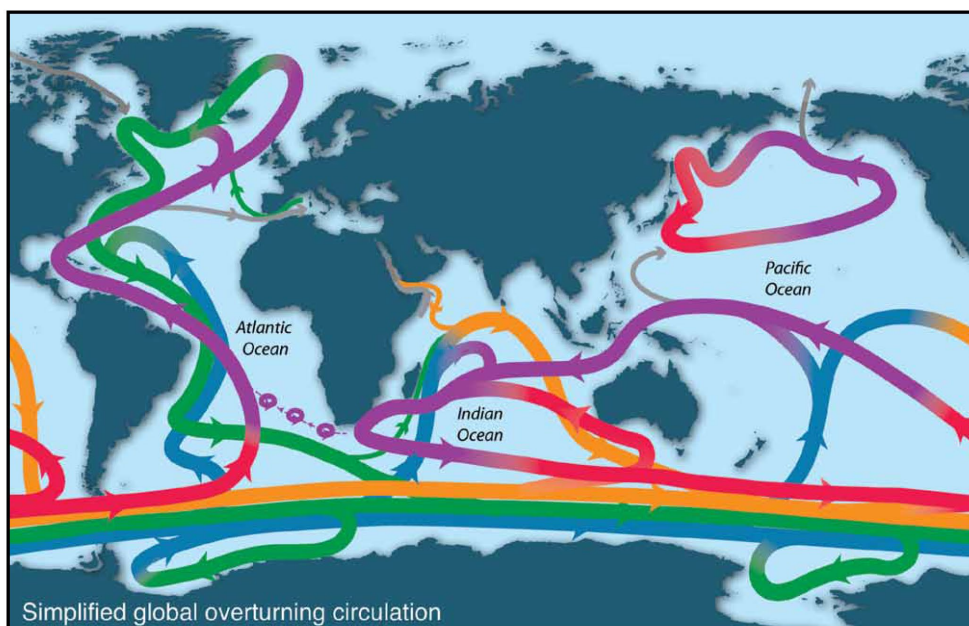 Pacific
Ocean
Atlantic
Ocean
Indian
Ocean
Simplified global overturning circulation